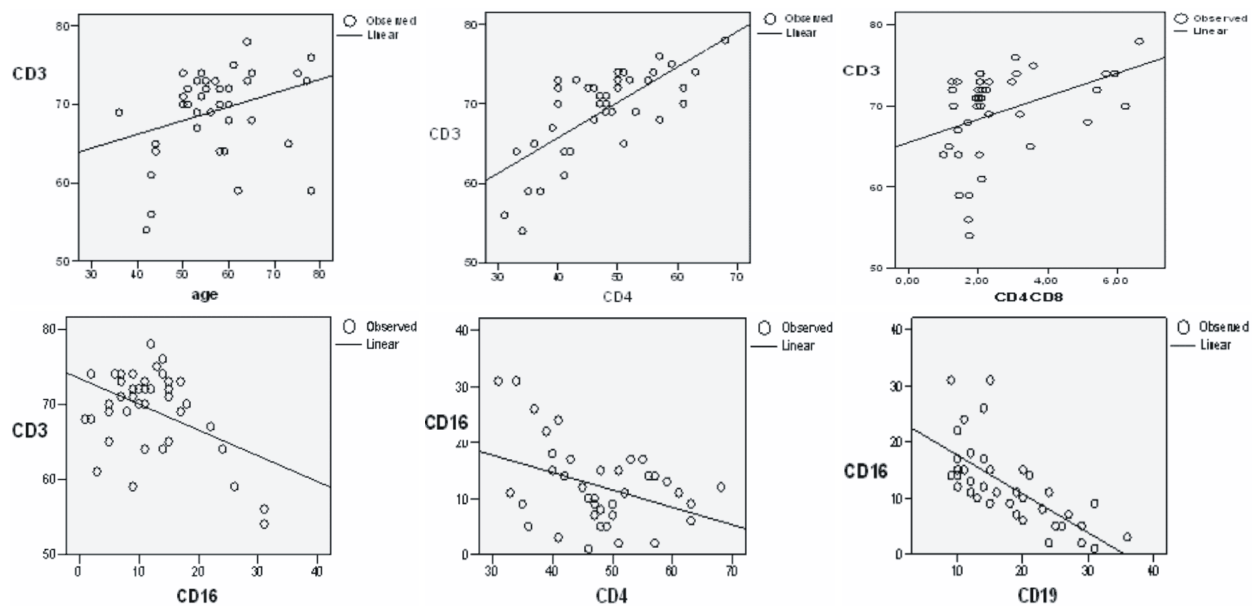 80
70
60
50
CD3
30 40 50 60 70 80
age
Observed
Linear
80
70
60
50
CD3
30 40 50 60 70
CD4
Observed
Linear
80
70
60
50
CD3
0,00 2,00 4,00 6,00
CD4CD8
Observed
Linear
80
70
60
50
CD3
0 10 20 30 40
CD16
Observed
Linear
40
30
20
10
0
CD16
30 40 50 60 70
CD4
Observed
Linear
40
30
20
10
0
CD16
10 20 30 40
CD19
Observed
Linear